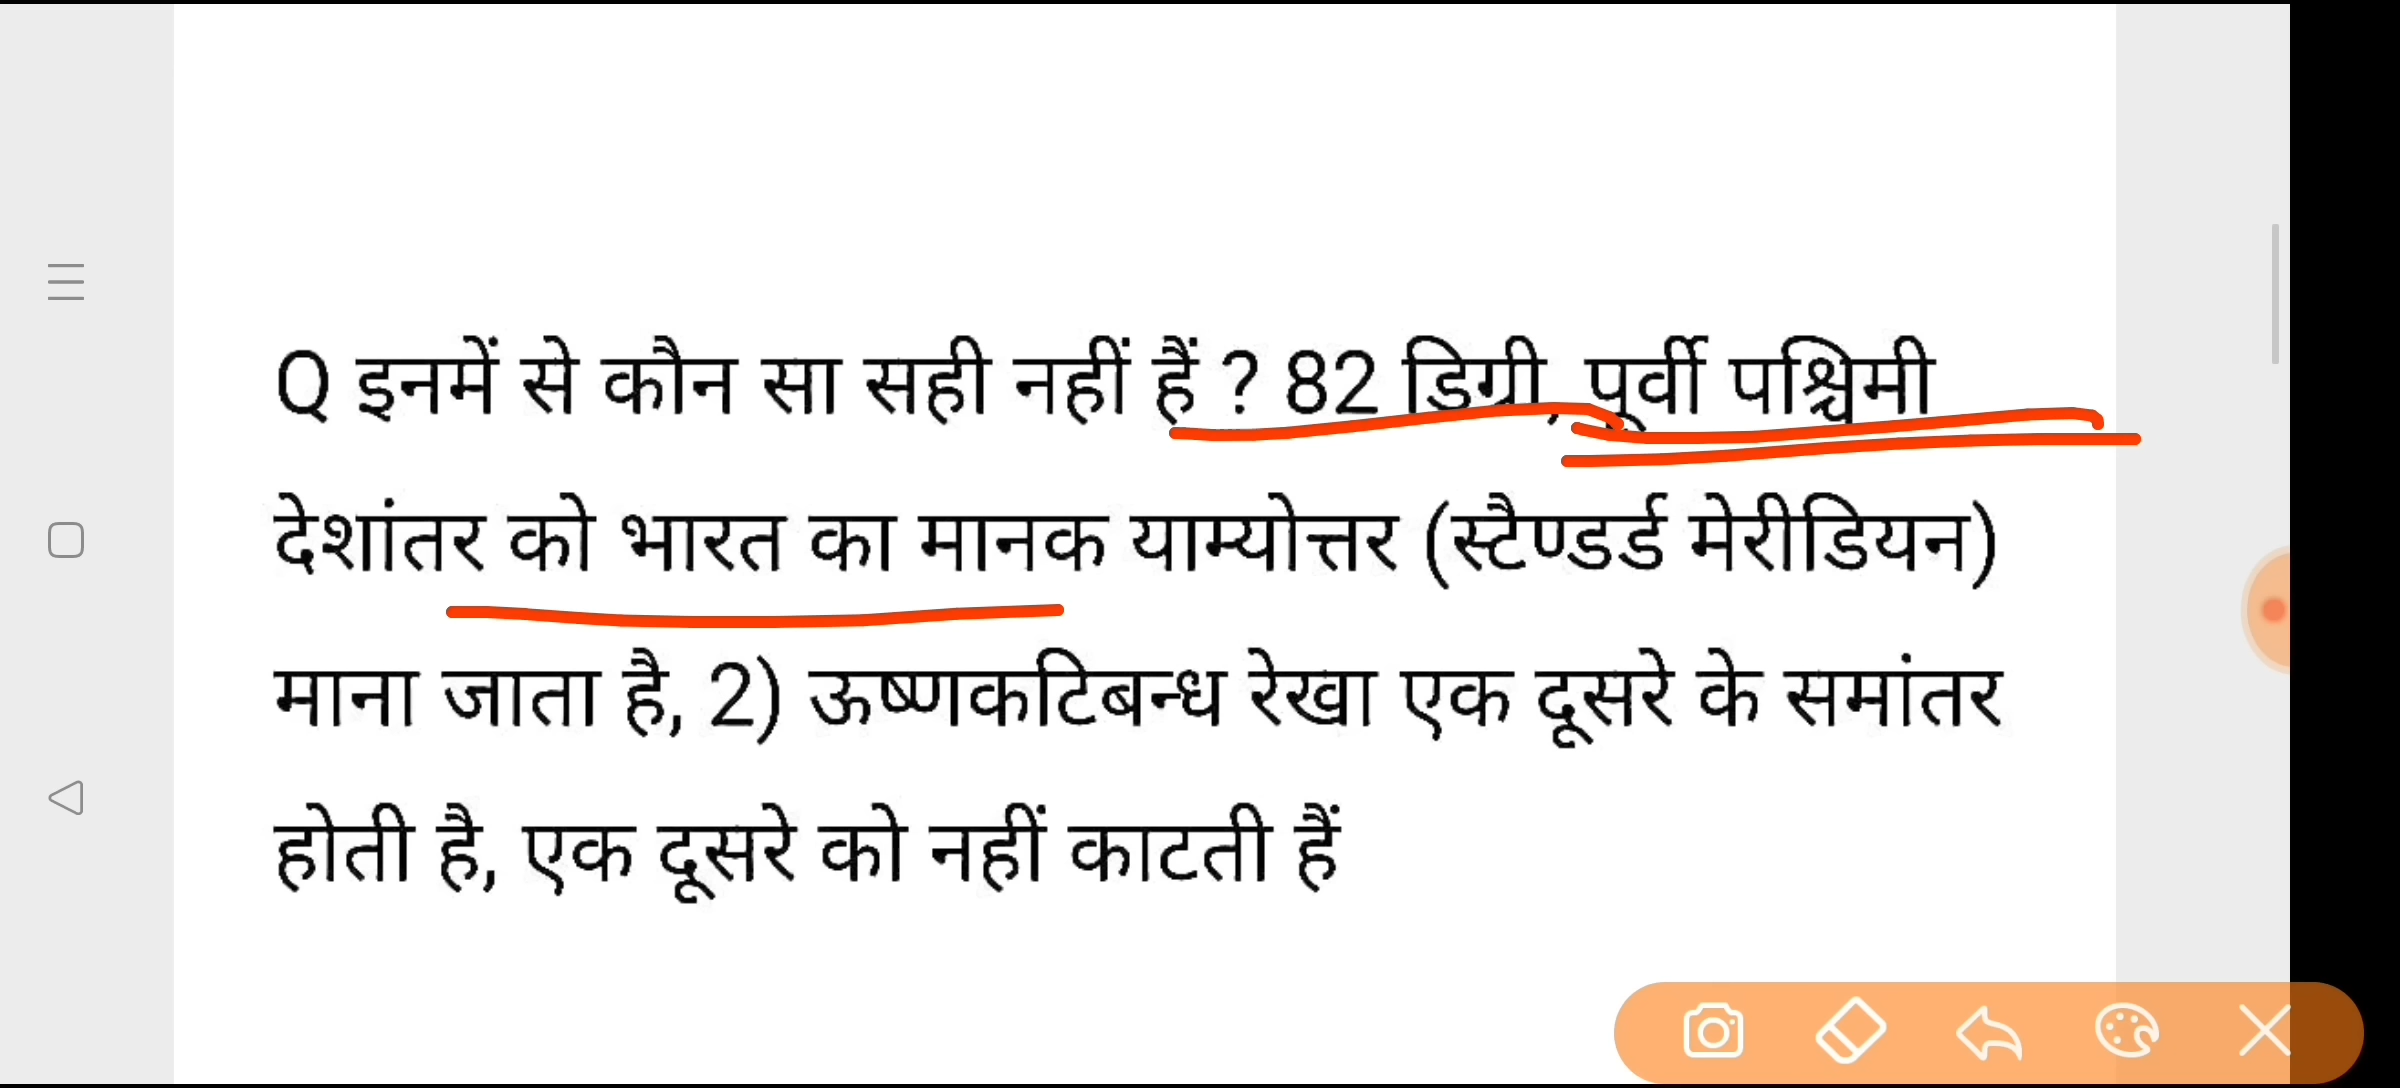 Q इनमें से कौन सा सही नहीं हैं ? 82 डिग्री, पूर्वी पश्चिमी
देशांतर को भारत का मानक याम्योत्तर (स्टैण्डर्ड मेरीडियन)
माना जाता है, 2) ऊष्णकटिबन्ध रेखा एक दूसरे के समांतर
होती है, एक दूसरे को नहीं काटती हैं